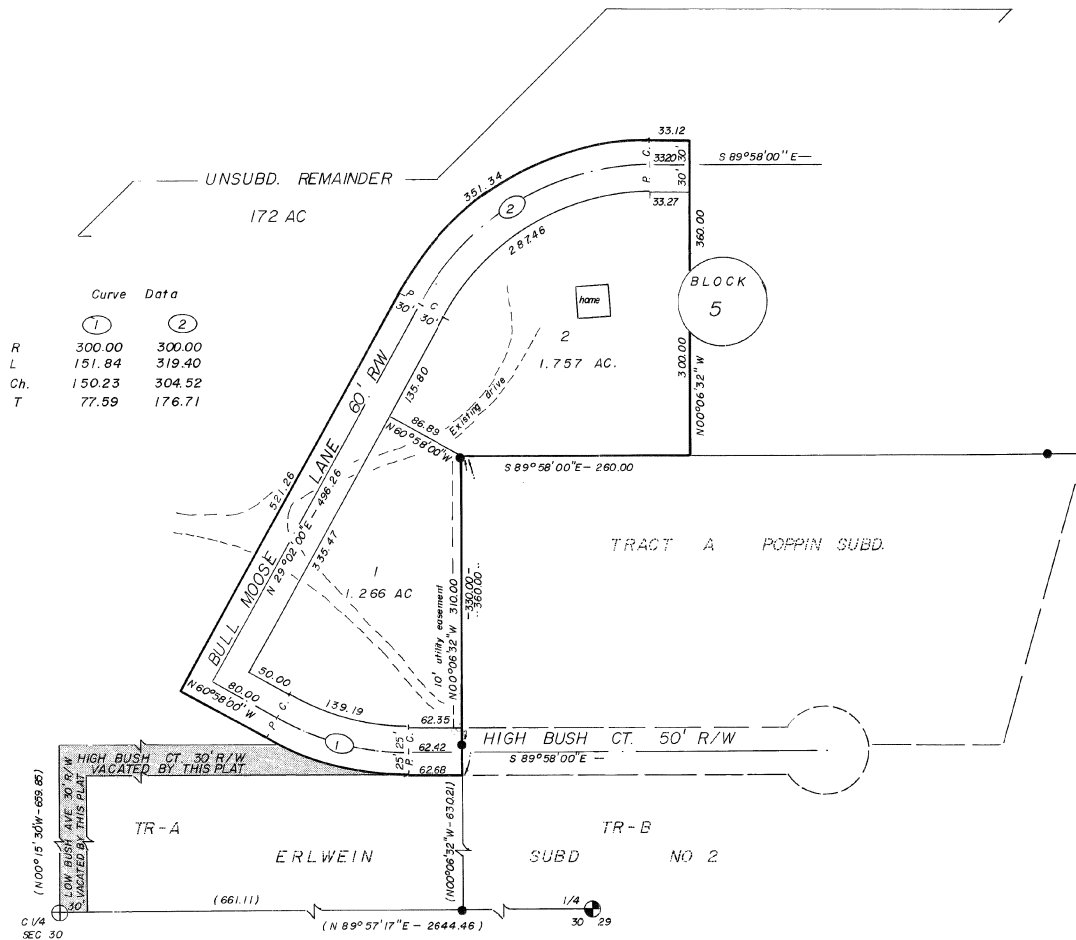 33.12
S 89°58'00"E—
P. C.
33.20
30'
30'
33.27
UNSUBD. REMAINDER
172 AC
351.34
2
287.46
360.00
BLOCK
5
home
2
1.757 AC.
Curve Data
1 2
R 300.00 300.00
L 151.84 319.40
Ch. 150.23 304.52
T 77.59 176.71
P. C.
30' 30'
BULL MOOSE LANE 60' R/W
135.80
300.00
N00°06'32"W
86.89
N60°58'00"W
Existing drive
S 89°58'00"E-260.00
521.26
N 29°02'00"E-496.26
335.47
TRACT A POPPIN SUBD.
1
1.266 AC
10' utility easement
N00°06'32"W 310.00
-330.00-
-360.00-
50.00
80.00
N60°58'00"W
139.19
P. C.
1
62.35
25' 25'
P. C.
62.42
62.68
HIGH BUSH CT. 50' R/W
S 89°58'00"E —
HIGH BUSH CT. 30' R/W
VACATED BY THIS PLAT
(N00°15'30"W-659.85)
LOW BUSH AVE 30' R/W
VACATED BY THIS PLAT
30'
TR-A
(N00°06'32"W-630.21)
TR-B
ERLWEIN SUBD NO 2
(661.11)
(N 89°57'17"E-2644.46)
1/4
30 29
C 1/4
SEC 30